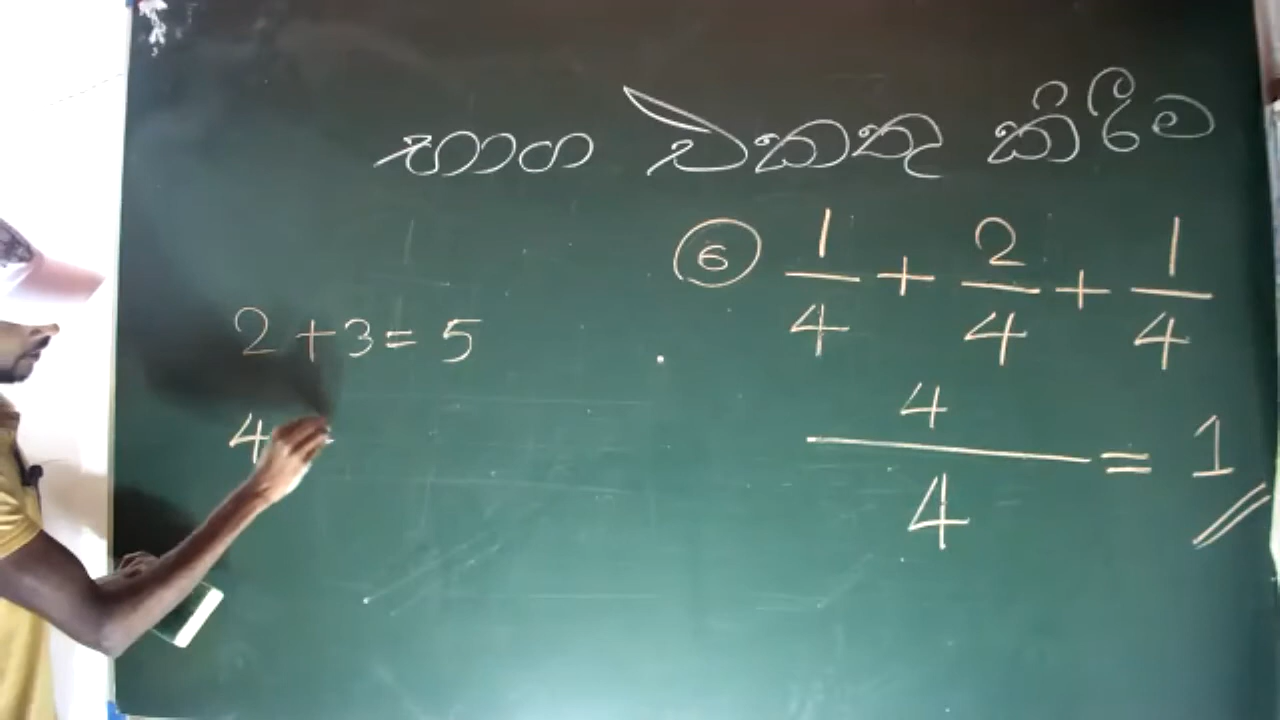 භාග එකතු කිරීම
⑥ 1/4 + 2/4 + 1/4
4/4 = 1
2 + 3 = 5
4